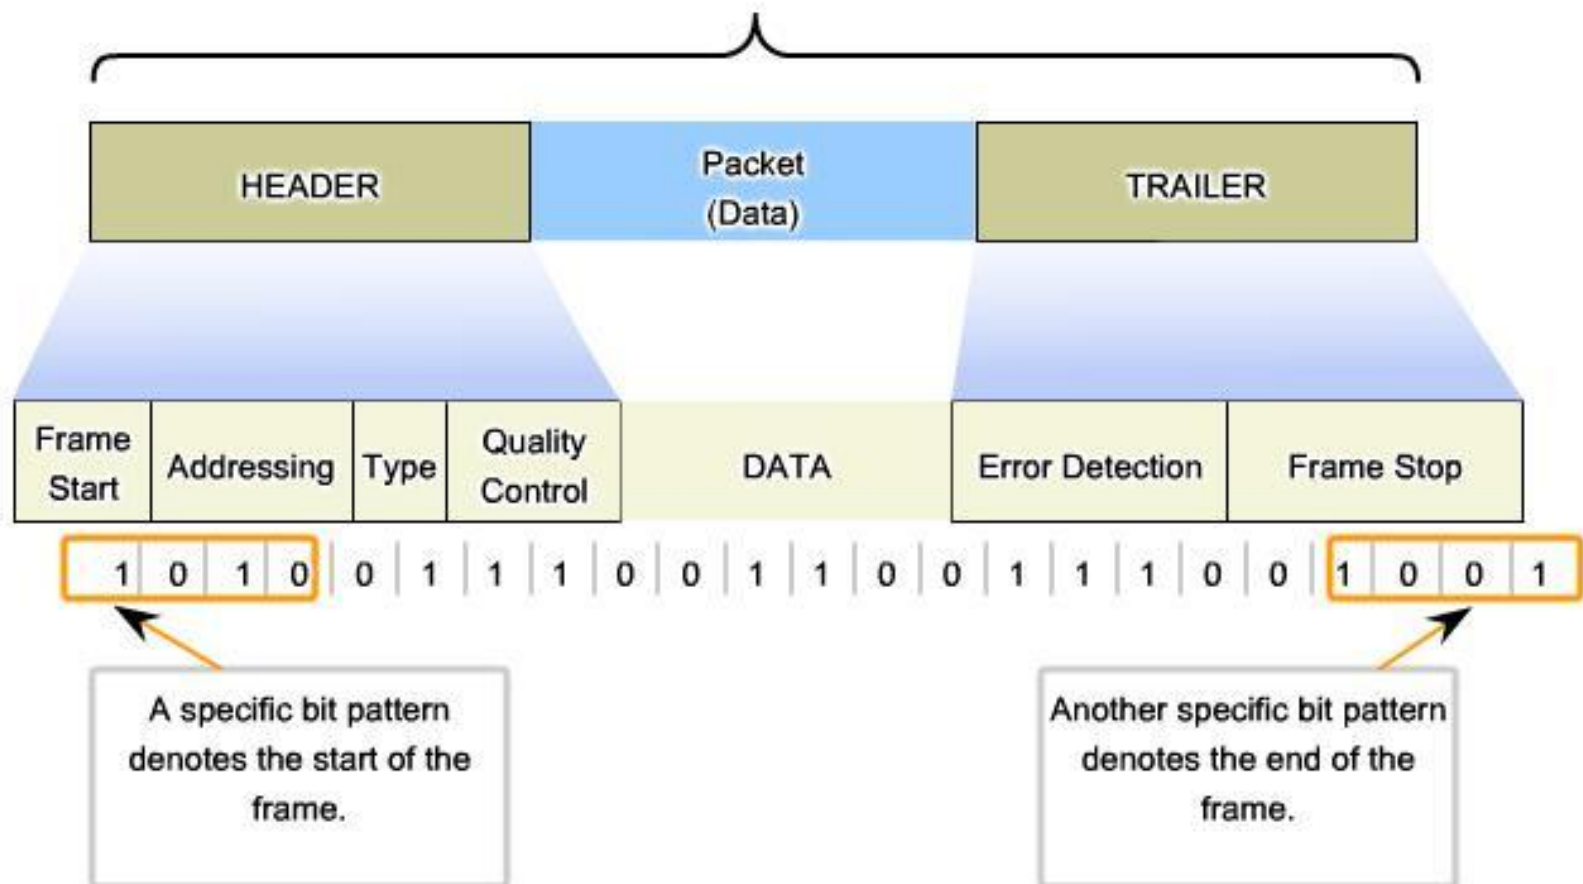 HEADER
Packet
(Data)
TRAILER
Frame
Start
Addressing
Type
Quality
Control
DATA
Error Detection
Frame Stop
1 0 1 0 0 1 1 1 0 0 1 1 0 0 1 1 1 0 0 1 0 0 1
A specific bit pattern
denotes the start of the
frame.
Another specific bit pattern
denotes the end of the
frame.